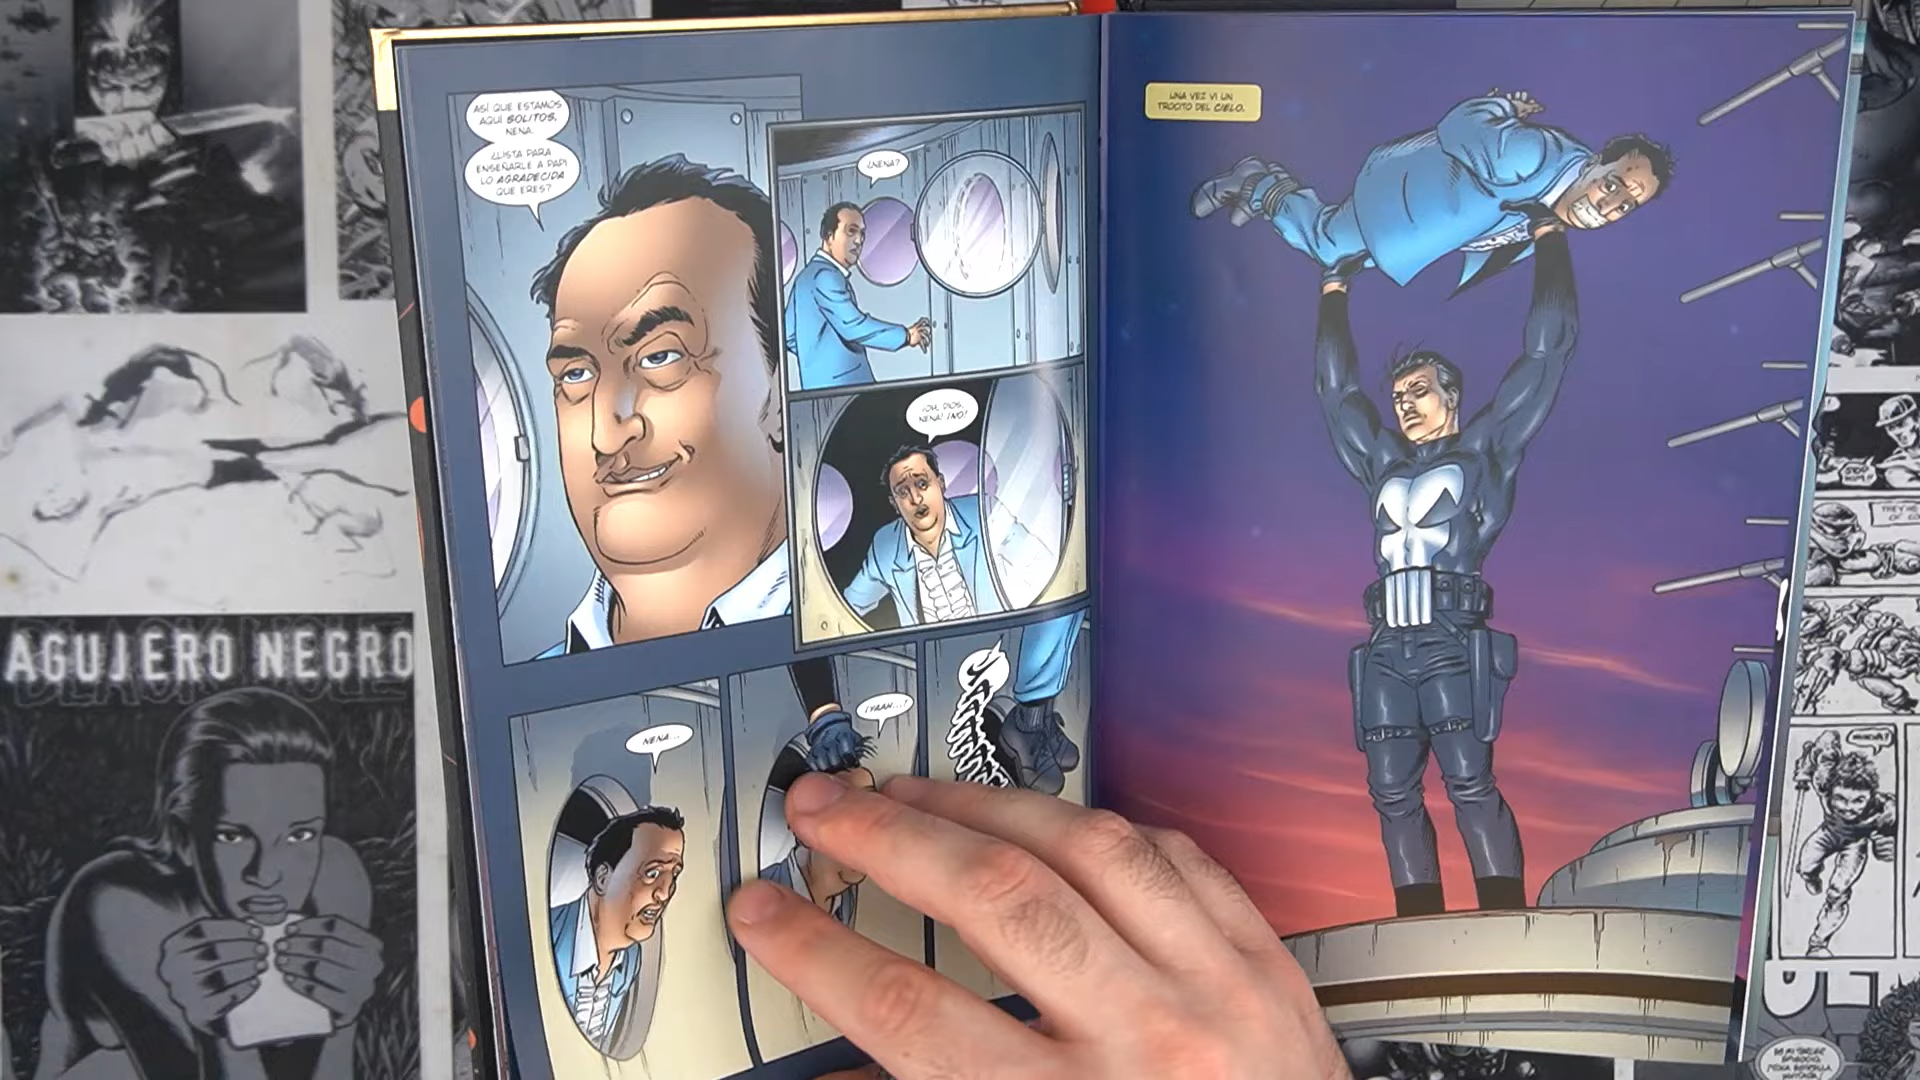 ASÍ QUE ESTAMOS
AQUÍ SOLITOS,
NENA.
¿LISTA PARA
ENSEÑARLE A PAPI
LO AGRADECIDA
QUE ERES?
¿NENA?
¡OH, DIOS,
NENA! ¡NO!
NENA...
¡YAAH...!
UNA VEZ VI UN
TROCITO DEL CIELO.
AGUJERO NEGRO